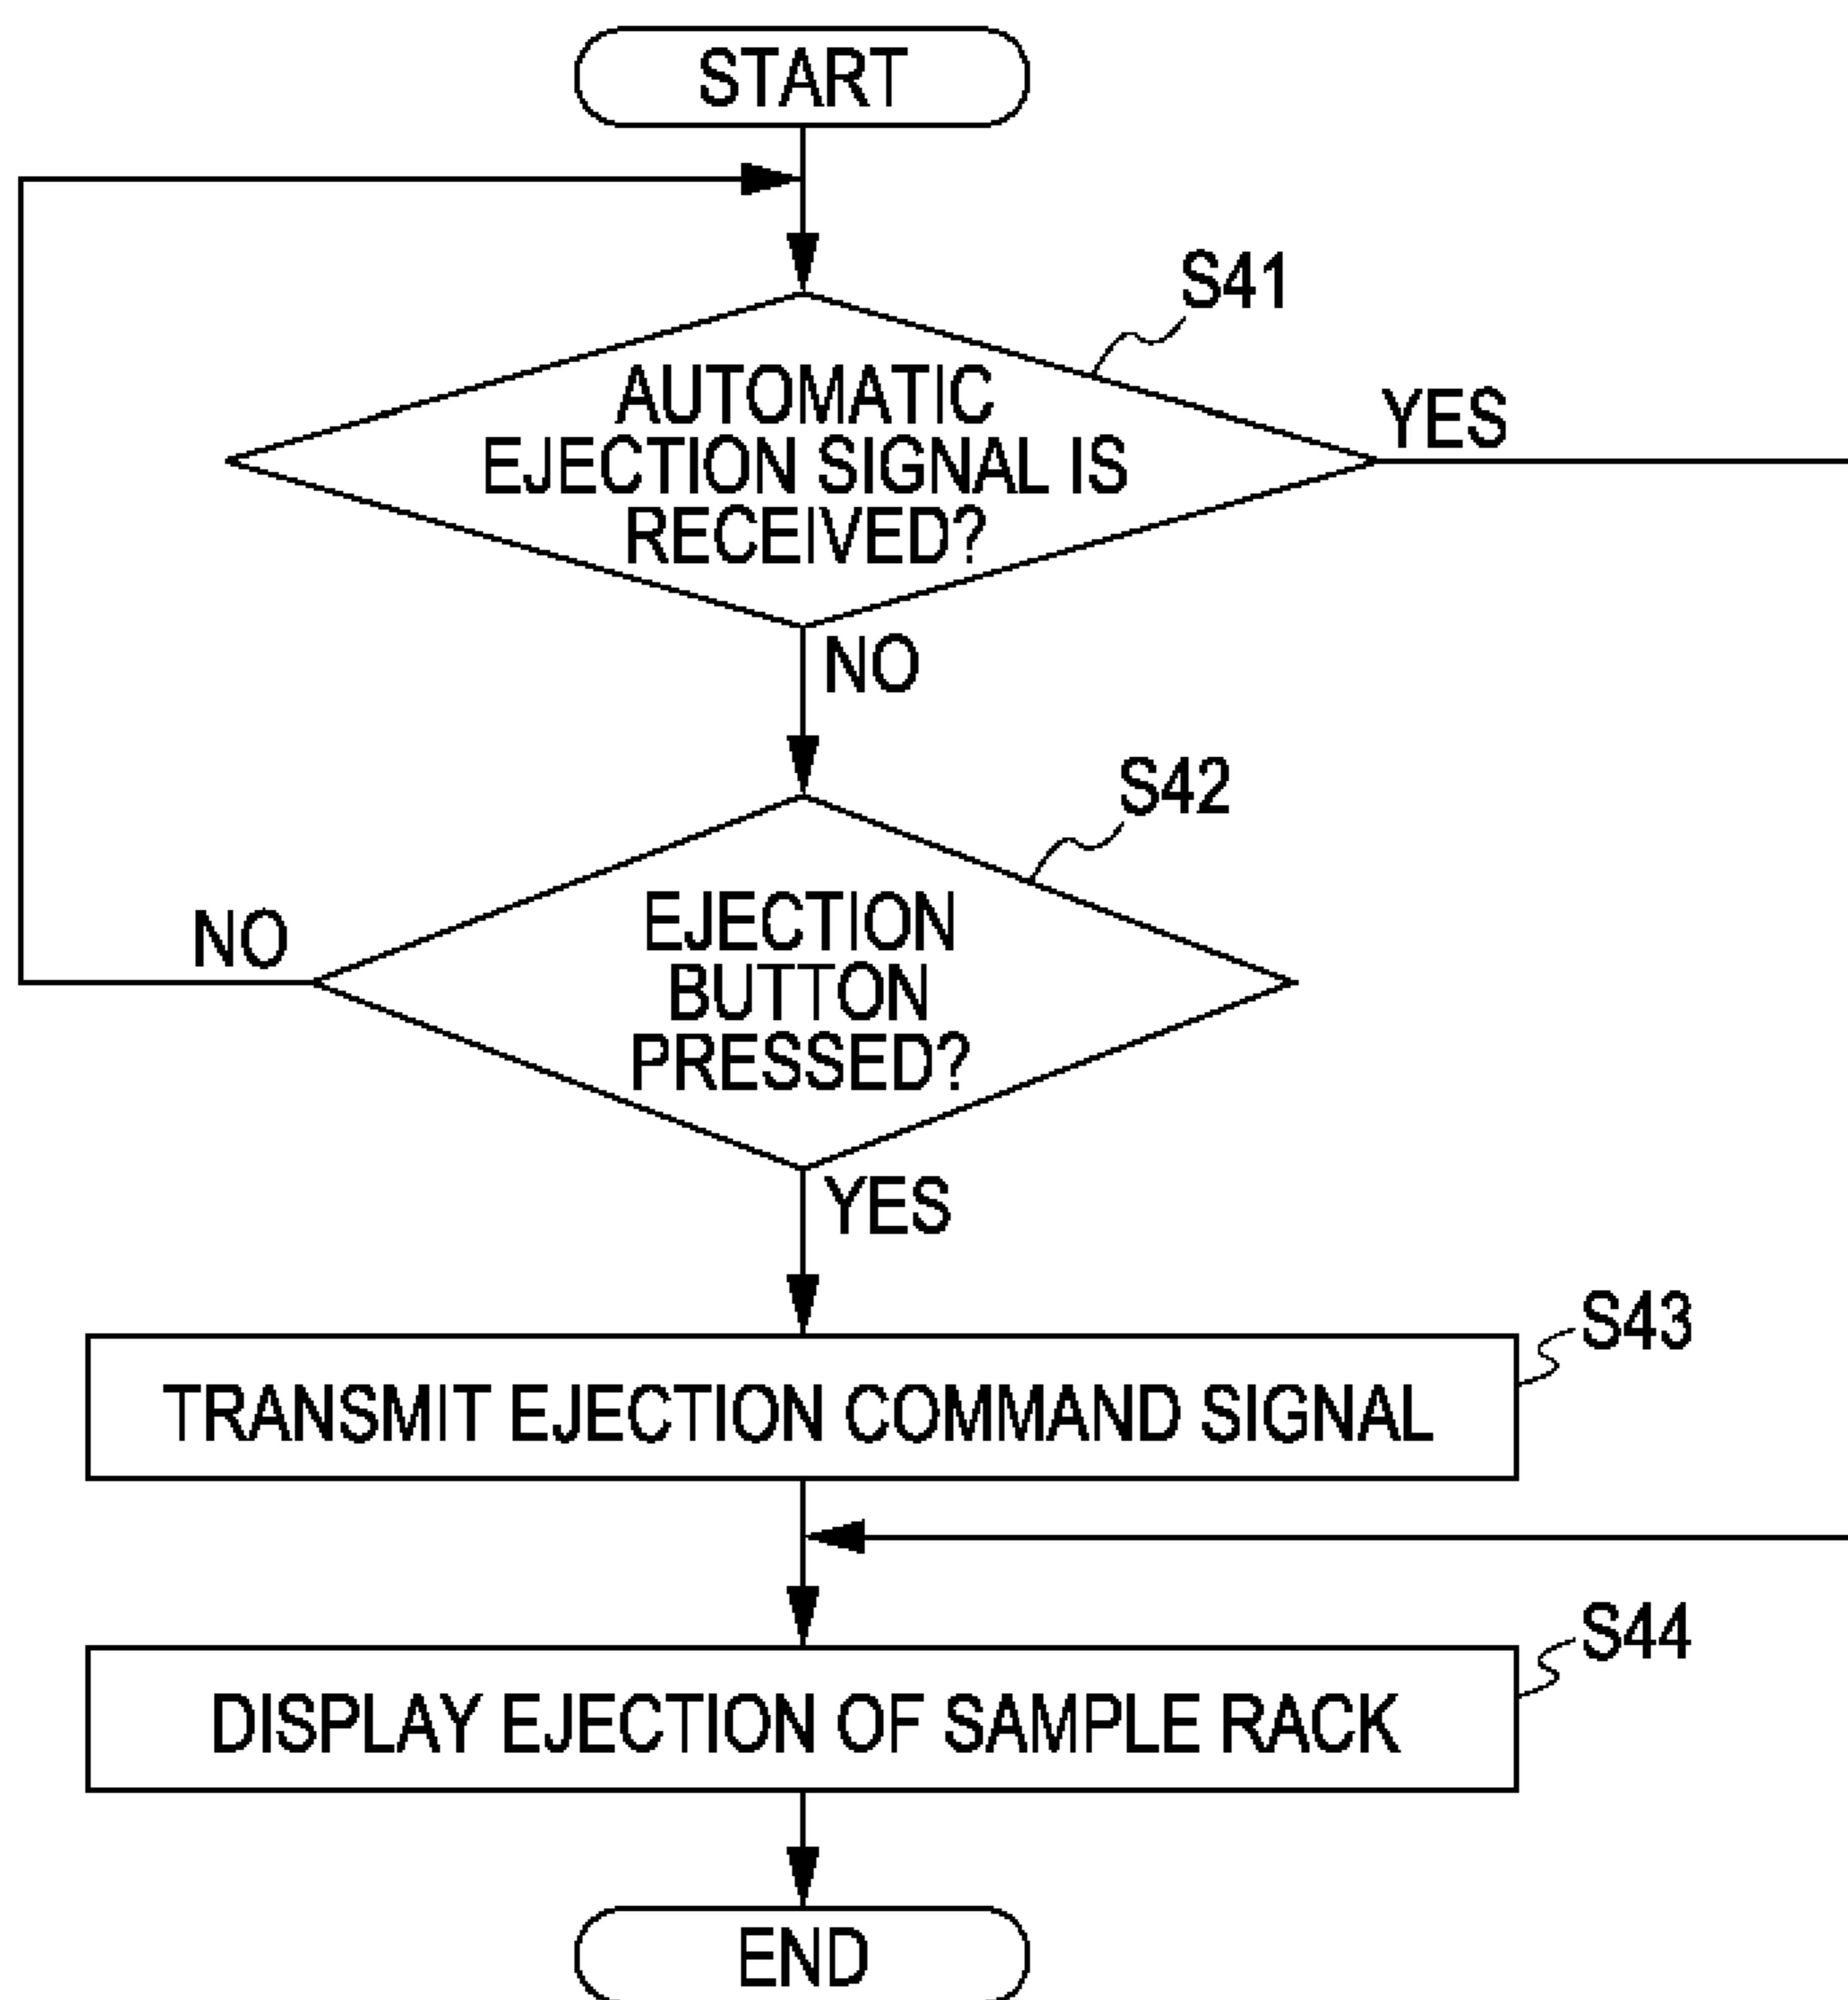 START
S41
AUTOMATIC
EJECTION SIGNAL IS
RECEIVED?
YES
NO
S42
EJECTION
BUTTON
PRESSED?
NO
YES
S43
TRANSMIT EJECTION COMMAND SIGNAL
S44
DISPLAY EJECTION OF SAMPLE RACK
END